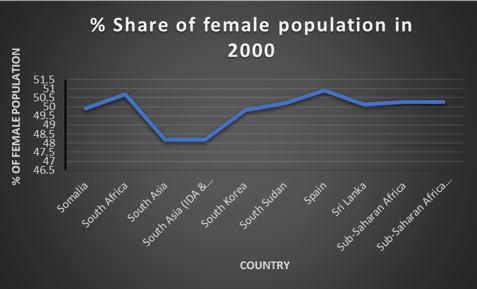 % Share of female population in
2000
% OF FEMALE POPULATION
51.5
51
50.5
50
49.5
49
48.5
48
47.5
47
46.5
Somalia
South Africa
South Asia
South Asia (IDA &...
South Korea
South Sudan
Spain
Sri Lanka
Sub-Saharan Africa
Sub-Saharan Africa...
COUNTRY